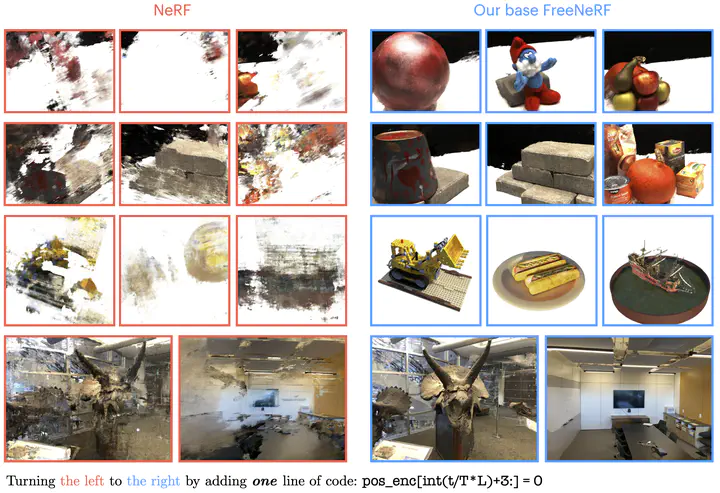 NeRF
Our base FreeNeRF
Turning the left to the right by adding one line of code: pos_enc[int(t/T*L)+3:] = 0